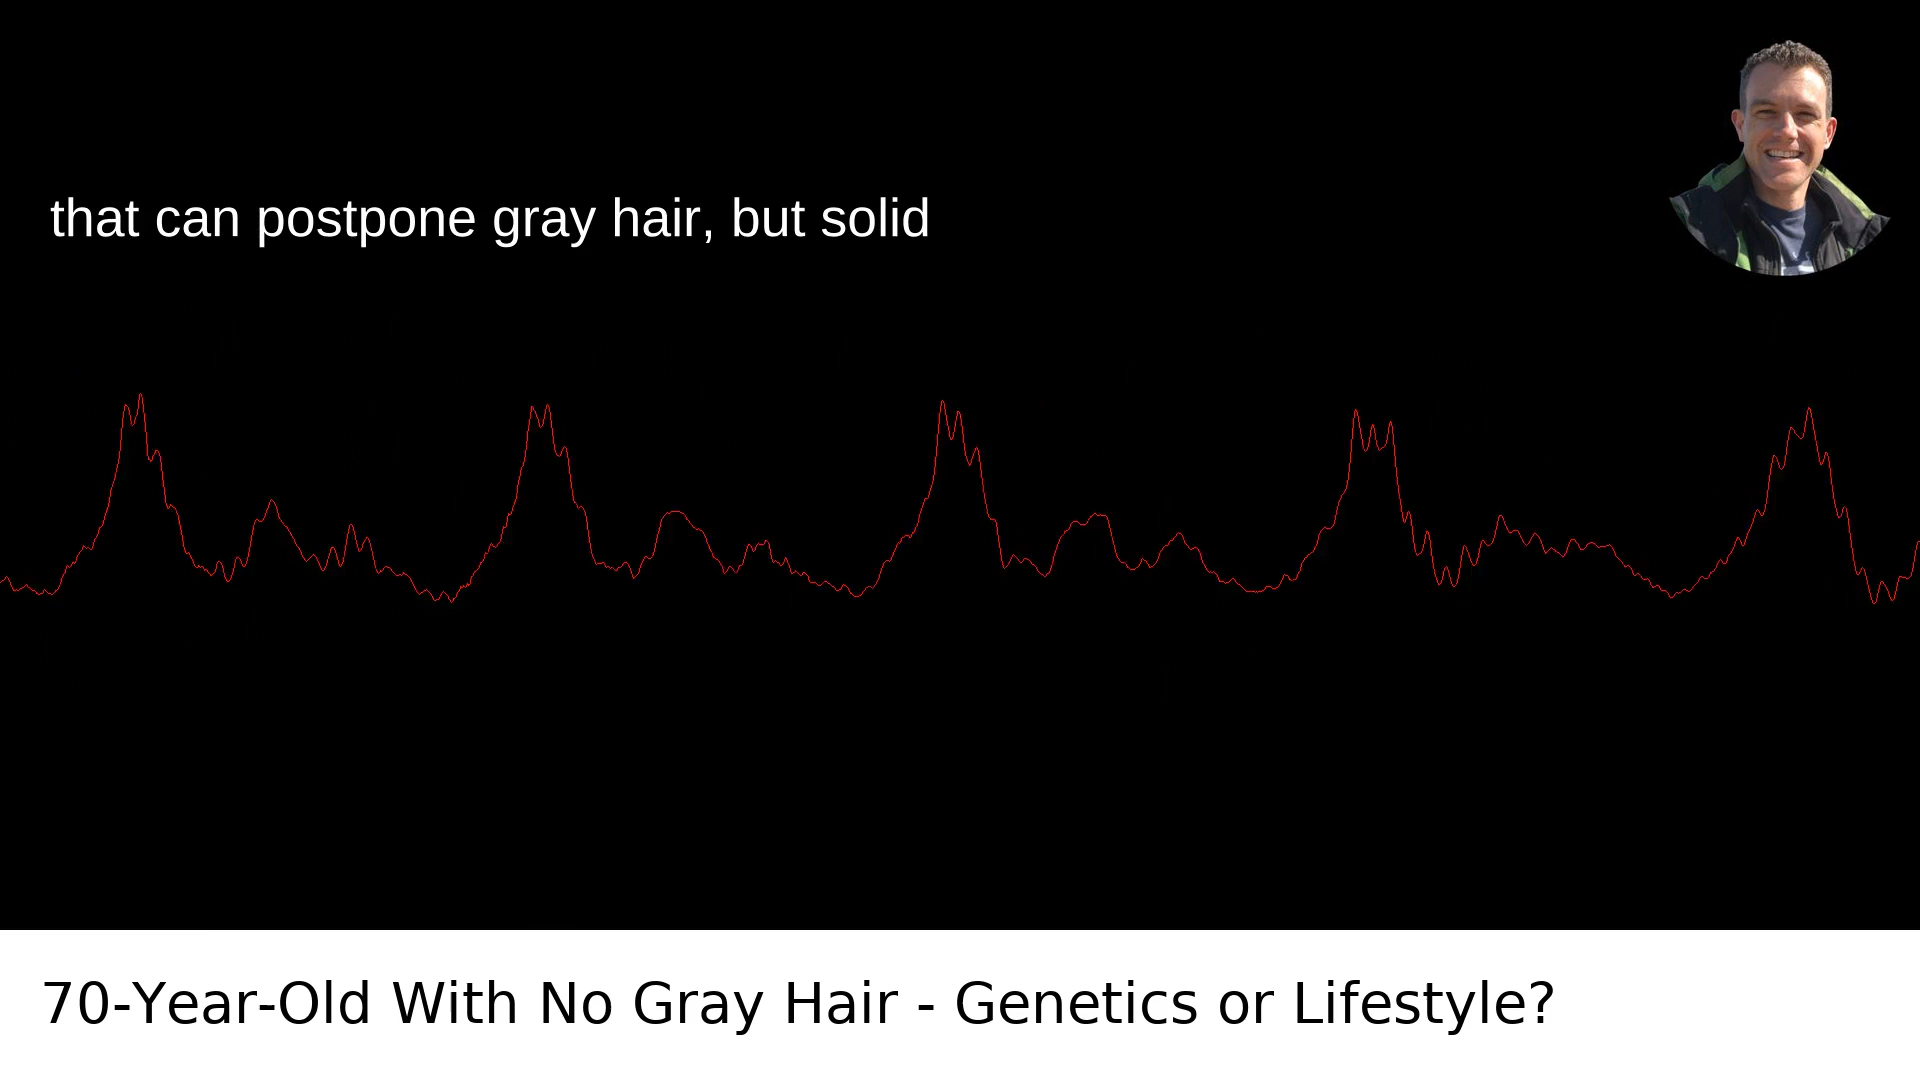 that can postpone gray hair, but solid
70-Year-Old With No Gray Hair - Genetics or Lifestyle?